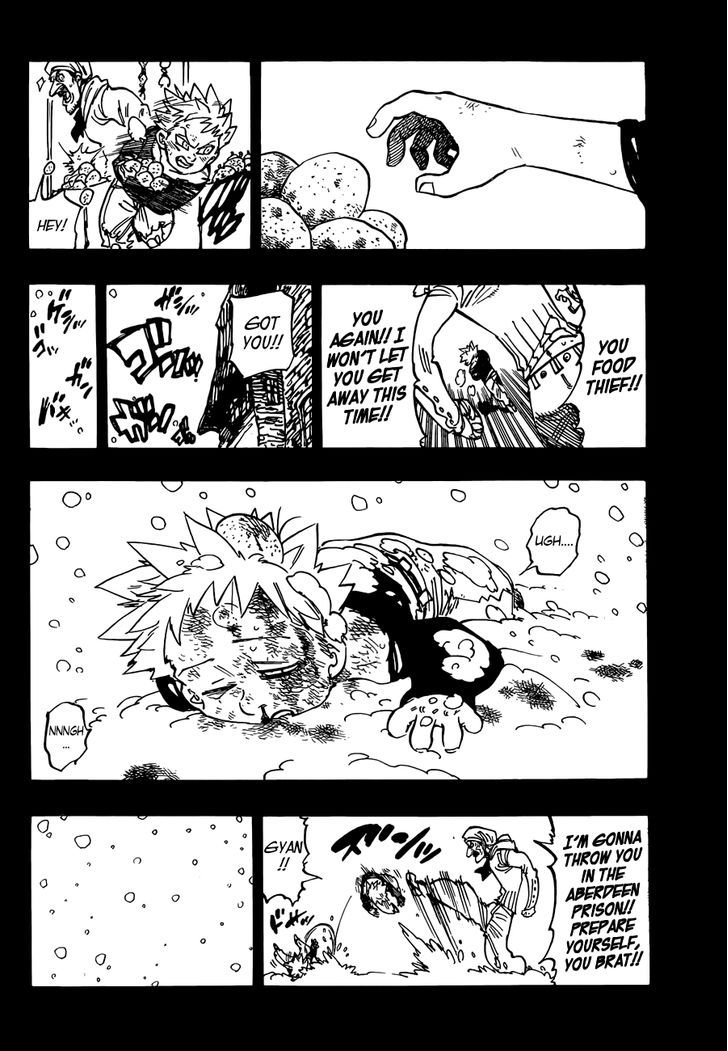 HEY!
YOU
FOOD
THIEF!!
YOU
AGAIN!! I
WON'T LET
YOU GET
AWAY THIS
TIME!!
GOT
YOU!!
UGH....
NNNGH
...
I'M GONNA
THROW YOU
IN THE
ABERDEEN
PRISON!!
PREPARE
YOURSELF,
YOU BRAT!!
GYAN
!!